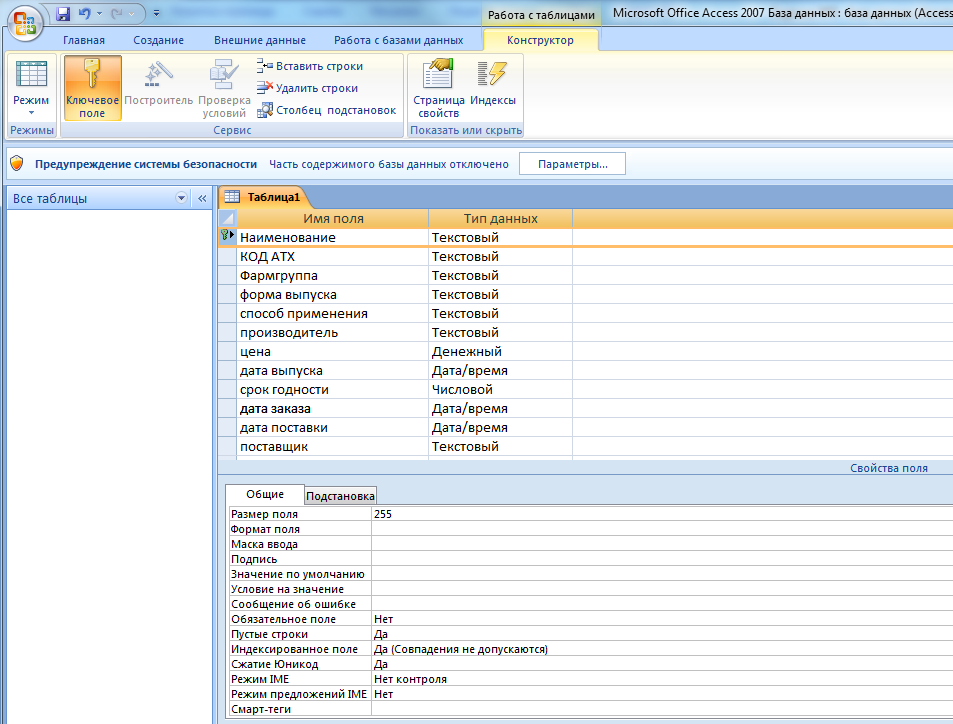 Работа с таблицами
Microsoft Office Access 2007 База данных : база данных (Access
Главная Создание Внешние данные Работа с базами данных Конструктор
Режим
Ключевое поле
Построитель
Проверка условий
Вставить строки
Удалить строки
Столбец подстановок
Страница свойств
Индексы
Режимы Сервис Показать или скрыть
Предупреждение системы безопасности Часть содержимого базы данных отключено Параметры...
Все таблицы «
Таблица1
Имя поля Тип данных
Наименование Текстовый
КОД АТХ Текстовый
Фармгруппа Текстовый
форма выпуска Текстовый
способ применения Текстовый
производитель Текстовый
цена Денежный
дата выпуска Дата/время
срок годности Числовой
дата заказа Дата/время
дата поставки Дата/время
поставщик Текстовый
Свойства поля
Общие Подстановка
Размер поля 255
Формат поля
Маска ввода
Подпись
Значение по умолчанию
Условие на значение
Сообщение об ошибке
Обязательное поле Нет
Пустые строки Да
Индексированное поле Да (Совпадения не допускаются)
Сжатие Юникод Да
Режим IME Нет контроля
Режим предложений IME Нет
Смарт-теги